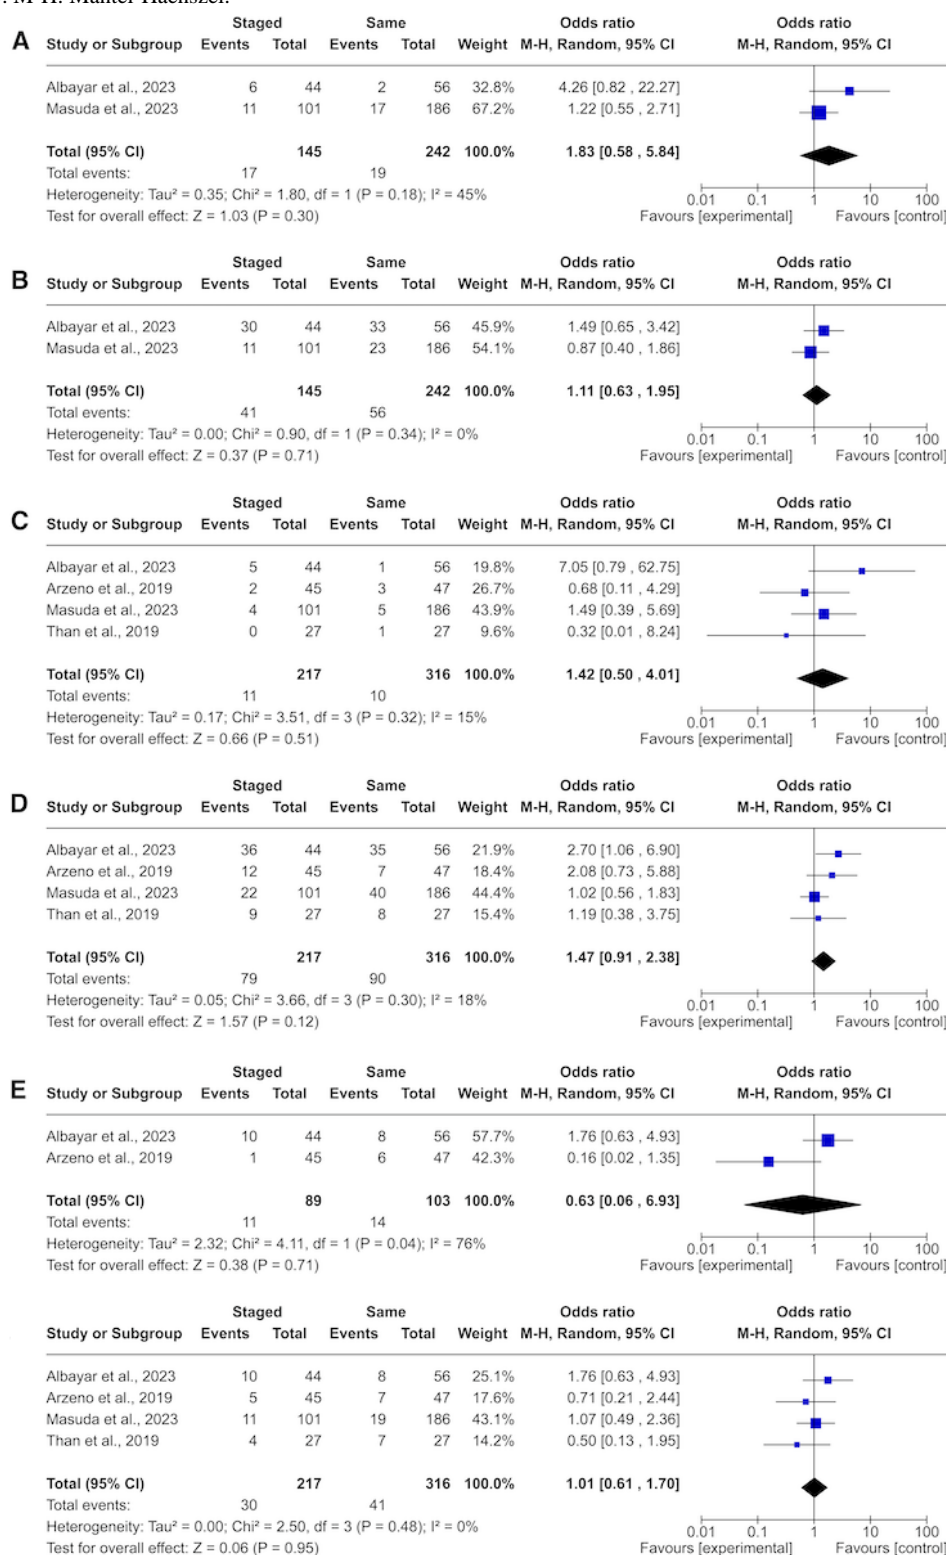 . M-H: Mantel-Haenszel.
Staged Same Odds ratio Odds ratio
A Study or Subgroup Events Total Events Total Weight M-H, Random, 95% CI M-H, Random, 95% CI
Albayar et al., 2023 6 44 2 56 32.8% 4.26 [0.82 , 22.27]
Masuda et al., 2023 11 101 17 186 67.2% 1.22 [0.55 , 2.71]
Total (95% CI) 145 242 100.0% 1.83 [0.58 , 5.84]
Total events: 17 19
Heterogeneity: Tau² = 0.35; Chi² = 1.80, df = 1 (P = 0.18); I² = 45% 0.01 0.1 1 10 100
Test for overall effect: Z = 1.03 (P = 0.30) Favours [experimental] Favours [control]
Staged Same Odds ratio Odds ratio
B Study or Subgroup Events Total Events Total Weight M-H, Random, 95% CI M-H, Random, 95% CI
Albayar et al., 2023 30 44 33 56 45.9% 1.49 [0.65 , 3.42]
Masuda et al., 2023 11 101 23 186 54.1% 0.87 [0.40 , 1.86]
Total (95% CI) 145 242 100.0% 1.11 [0.63 , 1.95]
Total events: 41 56
Heterogeneity: Tau² = 0.00; Chi² = 0.90, df = 1 (P = 0.34); I² = 0% 0.01 0.1 1 10 100
Test for overall effect: Z = 0.37 (P = 0.71) Favours [experimental] Favours [control]
Staged Same Odds ratio Odds ratio
C Study or Subgroup Events Total Events Total Weight M-H, Random, 95% CI M-H, Random, 95% CI
Albayar et al., 2023 5 44 1 56 19.8% 7.05 [0.79 , 62.75]
Arzeno et al., 2019 2 45 3 47 26.7% 0.68 [0.11 , 4.29]
Masuda et al., 2023 4 101 5 186 43.9% 1.49 [0.39 , 5.69]
Than et al., 2019 0 27 1 27 9.6% 0.32 [0.01 , 8.24]
Total (95% CI) 217 316 100.0% 1.42 [0.50 , 4.01]
Total events: 11 10
Heterogeneity: Tau² = 0.17; Chi² = 3.51, df = 3 (P = 0.32); I² = 15% 0.01 0.1 1 10 100
Test for overall effect: Z = 0.66 (P = 0.51) Favours [experimental] Favours [control]
Staged Same Odds ratio Odds ratio
D Study or Subgroup Events Total Events Total Weight M-H, Random, 95% CI M-H, Random, 95% CI
Albayar et al., 2023 36 44 35 56 21.9% 2.70 [1.06 , 6.90]
Arzeno et al., 2019 12 45 7 47 18.4% 2.08 [0.73 , 5.88]
Masuda et al., 2023 22 101 40 186 44.4% 1.02 [0.56 , 1.83]
Than et al., 2019 9 27 8 27 15.4% 1.19 [0.38 , 3.75]
Total (95% CI) 217 316 100.0% 1.47 [0.91 , 2.38]
Total events: 79 90
Heterogeneity: Tau² = 0.05; Chi² = 3.66, df = 3 (P = 0.30); I² = 18% 0.01 0.1 1 10 100
Test for overall effect: Z = 1.57 (P = 0.12) Favours [experimental] Favours [control]
Staged Same Odds ratio Odds ratio
E Study or Subgroup Events Total Events Total Weight M-H, Random, 95% CI M-H, Random, 95% CI
Albayar et al., 2023 10 44 8 56 57.7% 1.76 [0.63 , 4.93]
Arzeno et al., 2019 1 45 6 47 42.3% 0.16 [0.02 , 1.35]
Total (95% CI) 89 103 100.0% 0.63 [0.06 , 6.93]
Total events: 11 14
Heterogeneity: Tau² = 2.32; Chi² = 4.11, df = 1 (P = 0.04); I² = 76% 0.01 0.1 1 10 100
Test for overall effect: Z = 0.38 (P = 0.71) Favours [experimental] Favours [control]
Staged Same Odds ratio Odds ratio
Study or Subgroup Events Total Events Total Weight M-H, Random, 95% CI M-H, Random, 95% CI
Albayar et al., 2023 10 44 8 56 25.1% 1.76 [0.63 , 4.93]
Arzeno et al., 2019 5 45 7 47 17.6% 0.71 [0.21 , 2.44]
Masuda et al., 2023 11 101 19 186 43.1% 1.07 [0.49 , 2.36]
Than et al., 2019 4 27 7 27 14.2% 0.50 [0.13 , 1.95]
Total (95% CI) 217 316 100.0% 1.01 [0.61 , 1.70]
Total events: 30 41
Heterogeneity: Tau² = 0.00; Chi² = 2.50, df = 3 (P = 0.48); I² = 0% 0.01 0.1 1 10 100
Test for overall effect: Z = 0.06 (P = 0.95) Favours [experimental] Favours [control]